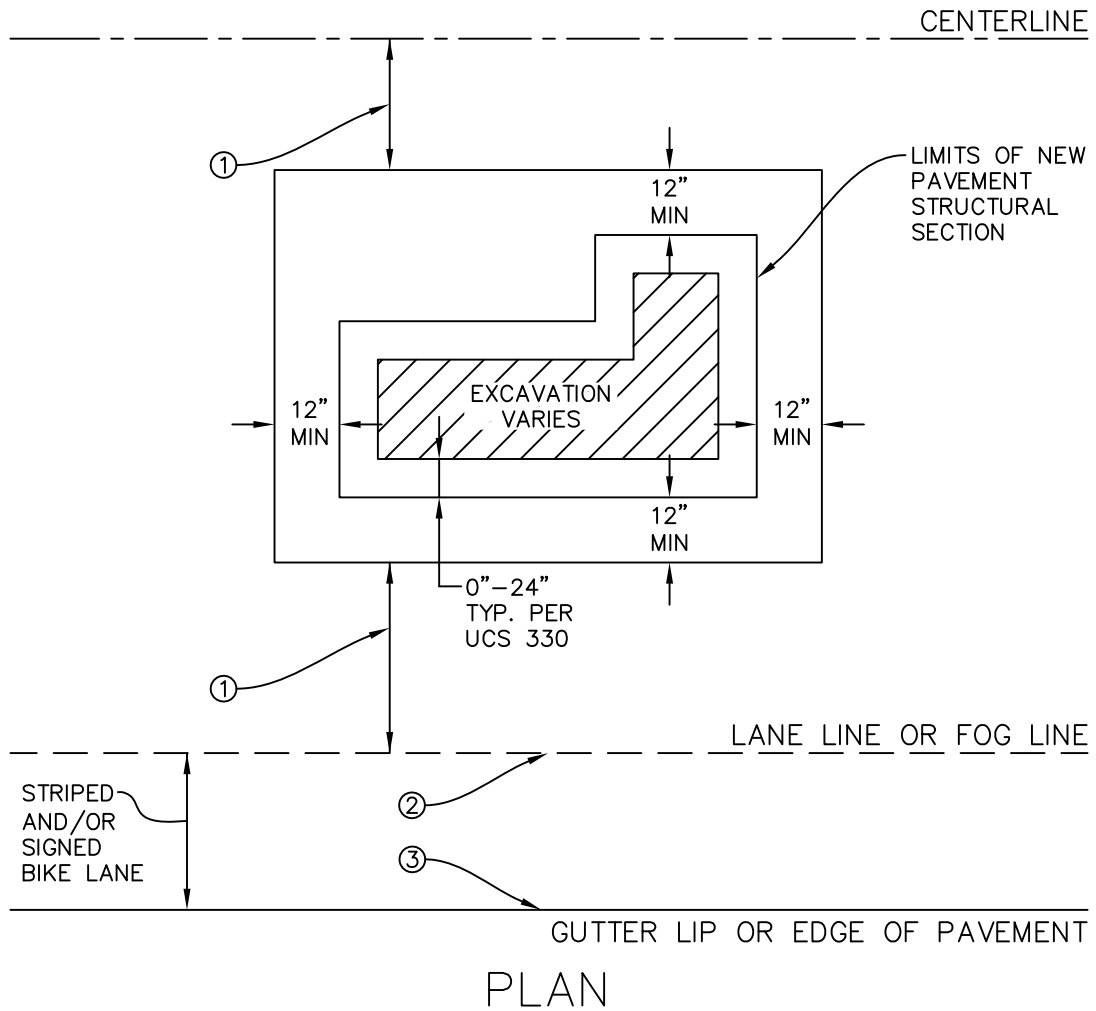 CENTERLINE
①
LIMITS OF NEW
PAVEMENT
STRUCTURAL
SECTION
12"
MIN
EXCAVATION
VARIES
12"
MIN
12"
MIN
12"
MIN
0"-24"
TYP. PER
UCS 330
①
LANE LINE OR FOG LINE
STRIPED
AND/OR
SIGNED
BIKE LANE
②
③
GUTTER LIP OR EDGE OF PAVEMENT
PLAN